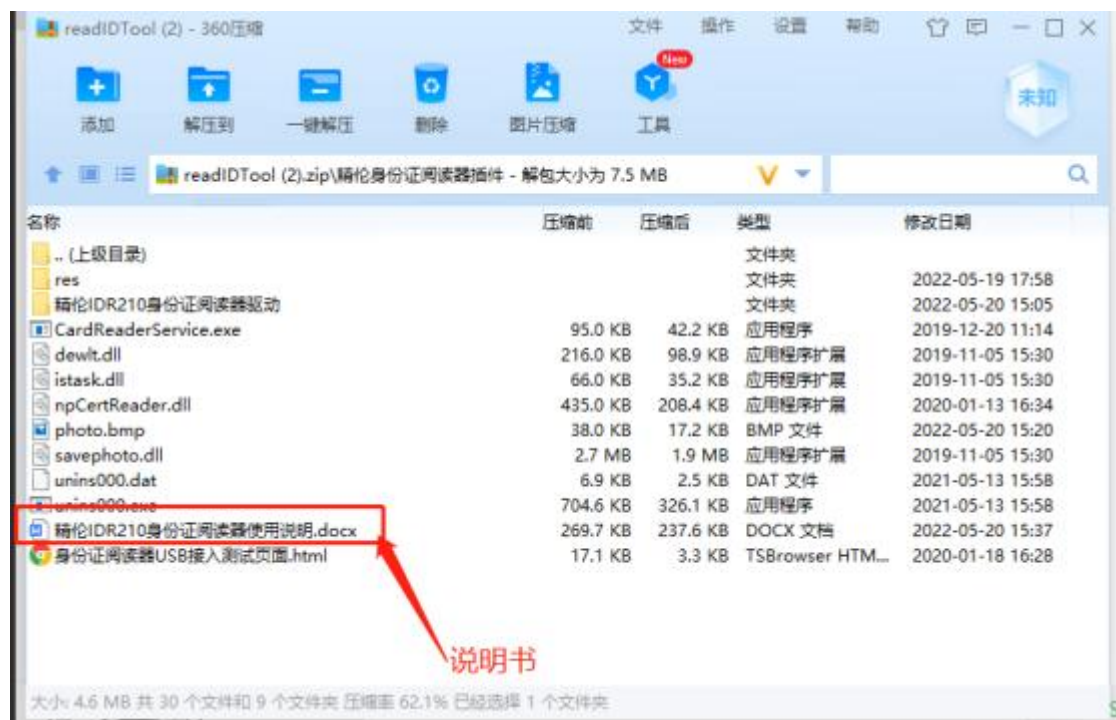 readIDTool (2) - 360压缩 文件 操作 设置 帮助
New
添加 解压到 一键解压 删除 图片压缩 工具 未知
readIDTool (2).zip\精伦身份证阅读器插件 - 解包大小为 7.5 MB
名称 压缩前 压缩后 类型 修改日期
.. (上级目录) 文件夹
res 文件夹 2022-05-19 17:58
精伦IDR210身份证阅读器驱动 文件夹 2022-05-20 15:05
CardReaderService.exe 95.0 KB 42.2 KB 应用程序 2019-12-20 11:14
dewlt.dll 216.0 KB 98.9 KB 应用程序扩展 2019-11-05 15:30
istask.dll 66.0 KB 35.2 KB 应用程序扩展 2019-11-05 15:30
npCertReader.dll 435.0 KB 208.4 KB 应用程序扩展 2020-01-13 16:34
photo.bmp 38.0 KB 17.2 KB BMP 文件 2022-05-20 15:20
savephoto.dll 2.7 MB 1.9 MB 应用程序扩展 2019-11-05 15:30
unins000.dat 6.9 KB 2.5 KB DAT 文件 2021-05-13 15:58
unins000.exe 704.6 KB 326.1 KB 应用程序 2021-05-13 15:58
精伦IDR210身份证阅读器使用说明.docx 269.7 KB 237.6 KB DOCX 文档 2022-05-20 15:37
身份证阅读器USB接入测试页面.html 17.1 KB 3.3 KB TSBrowser HTM... 2020-01-18 16:28
说明书
大小: 4.6 MB 共 30 个文件和 9 个文件夹 压缩率 62.1% 已经选择 1 个文件夹